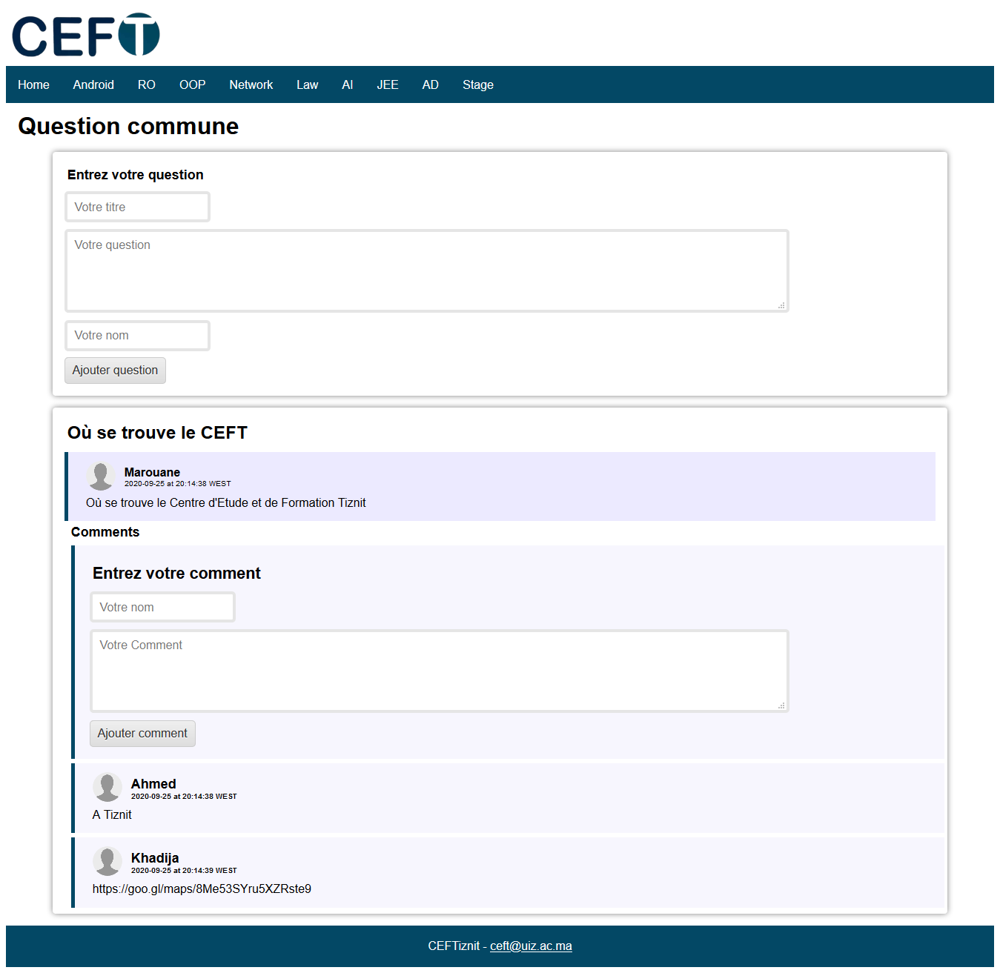 CEFT
Home Android RO OOP Network Law AI JEE AD Stage
Question commune
Entrez votre question
Votre titre
Votre question
Votre nom
Ajouter question
Où se trouve le CEFT
Marouane
2020-09-25 at 20:14:38 WEST
Où se trouve le Centre d'Etude et de Formation Tiznit
Comments
Entrez votre comment
Votre nom
Votre Comment
Ajouter comment
Ahmed
2020-09-25 at 20:14:38 WEST
A Tiznit
Khadija
2020-09-25 at 20:14:39 WEST
https://goo.gl/maps/8Me53SYru5XZRste9
CEFTiznit - ceft@uiz.ac.ma